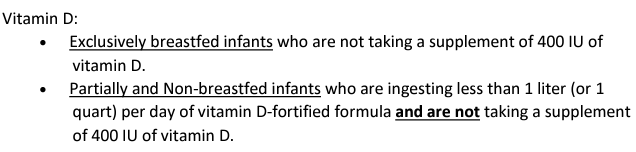 Vitamin D:
• Exclusively breastfed infants who are not taking a supplement of 400 IU of
vitamin D.
• Partially and Non-breastfed infants who are ingesting less than 1 liter (or 1
quart) per day of vitamin D-fortified formula and are not taking a supplement
of 400 IU of vitamin D.